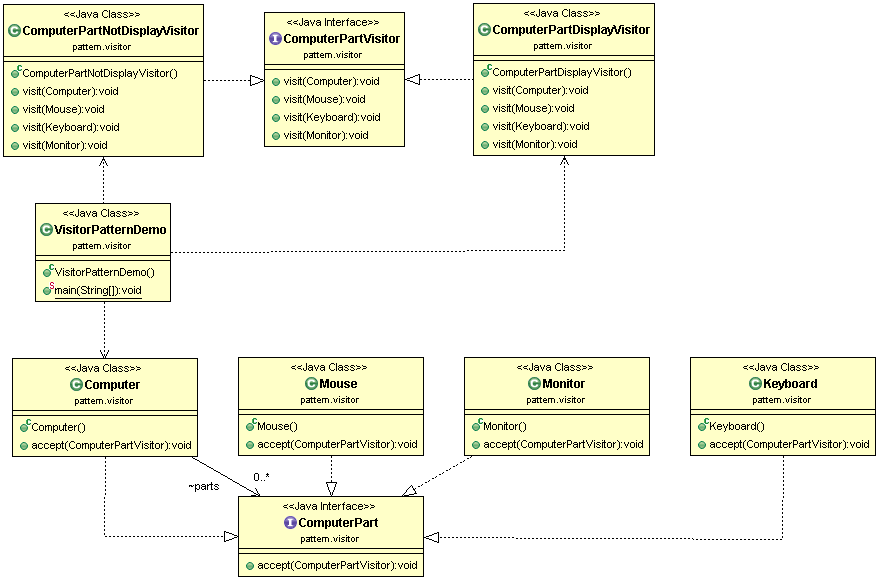 <<Java Class>>
ComputerPartNotDisplayVisitor
pattern.visitor
ComputerPartNotDisplayVisitor()
visit(Computer):void
visit(Mouse):void
visit(Keyboard):void
visit(Monitor):void
<<Java Interface>>
ComputerPartVisitor
pattern.visitor
visit(Computer):void
visit(Mouse):void
visit(Keyboard):void
visit(Monitor):void
<<Java Class>>
ComputerPartDisplayVisitor
pattern.visitor
ComputerPartDisplayVisitor()
visit(Computer):void
visit(Mouse):void
visit(Keyboard):void
visit(Monitor):void
<<Java Class>>
VisitorPatternDemo
pattern.visitor
VisitorPatternDemo()
main(String[]):void
<<Java Class>>
Computer
pattern.visitor
Computer()
accept(ComputerPartVisitor):void
<<Java Class>>
Mouse
pattern.visitor
Mouse()
accept(ComputerPartVisitor):void
<<Java Class>>
Monitor
pattern.visitor
Monitor()
accept(ComputerPartVisitor):void
<<Java Class>>
Keyboard
pattern.visitor
Keyboard()
accept(ComputerPartVisitor):void
~parts
0..*
<<Java Interface>>
ComputerPart
pattern.visitor
accept(ComputerPartVisitor):void